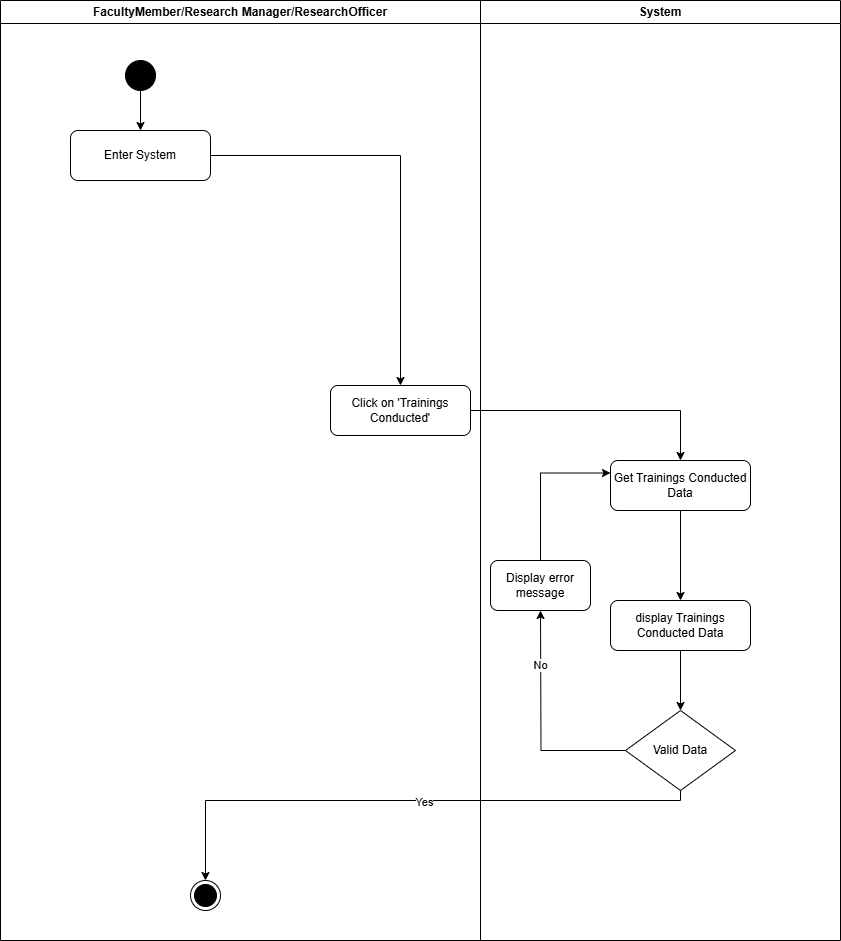 FacultyMember/Research Manager/ResearchOfficer
System
Enter System
Click on 'Trainings
Conducted'
Get Trainings Conducted
Data
Display error
message
display Trainings
Conducted Data
No
Valid Data
Yes